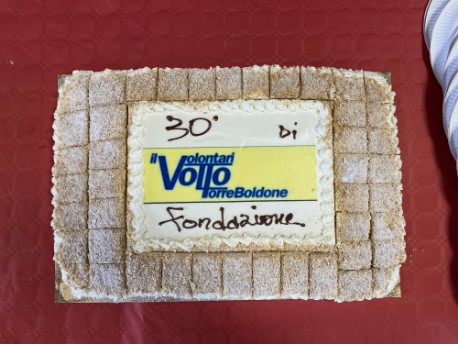 30° Di
il Volontari
VolTo
TorreBoldone
Fondazione